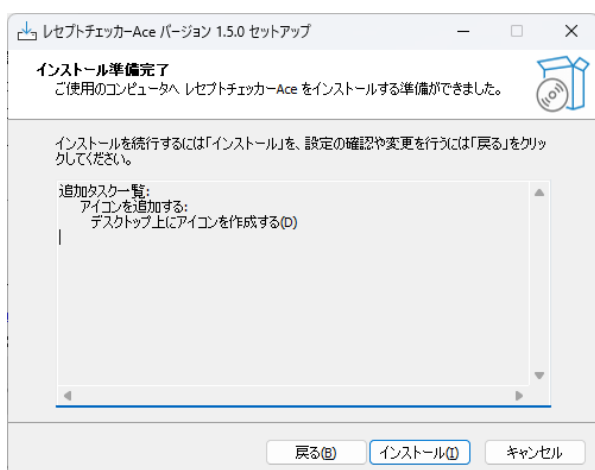 レセプトチェッカーAce バージョン 1.5.0 セットアップ
インストール準備完了
ご使用のコンピュータへ レセプトチェッカーAce をインストールする準備ができました。
インストールを続行するには「インストール」を、設定の確認や変更を行うには「戻る」をクリッ
クしてください。
追加タスク一覧:
アイコンを追加する:
デスクトップ上にアイコンを作成する(D)
戻る(B)
インストール(I)
キャンセル